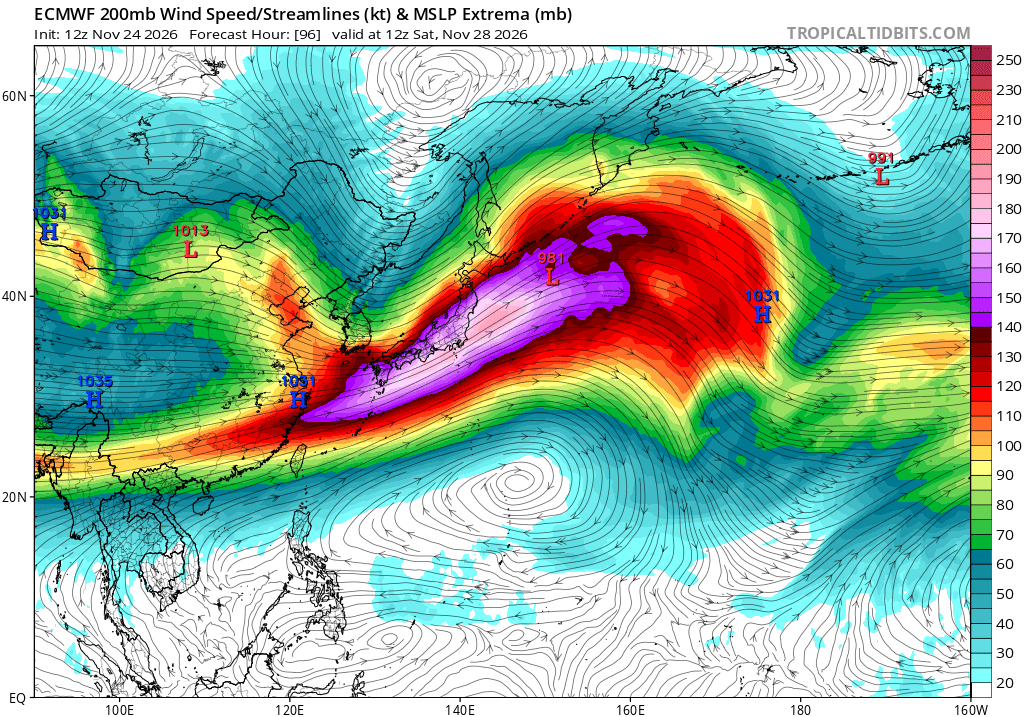 ECMWF 200mb Wind Speed/Streamlines (kt) & MSLP Extrema (mb)
Init: 12z Nov 24 2026 Forecast Hour: [96] valid at 12z Sat, Nov 28 2026
TROPICALTIDBITS.COM
250
230
220
210
200
190
180
170
160
150
140
130
120
110
100
90
80
70
60
50
40
30
20
60N
40N
20N
EQ
991
L
1031
H
1013
L
981
L
1031
H
1035
H
1031
H
100E
120E
140E
160E
180
160W